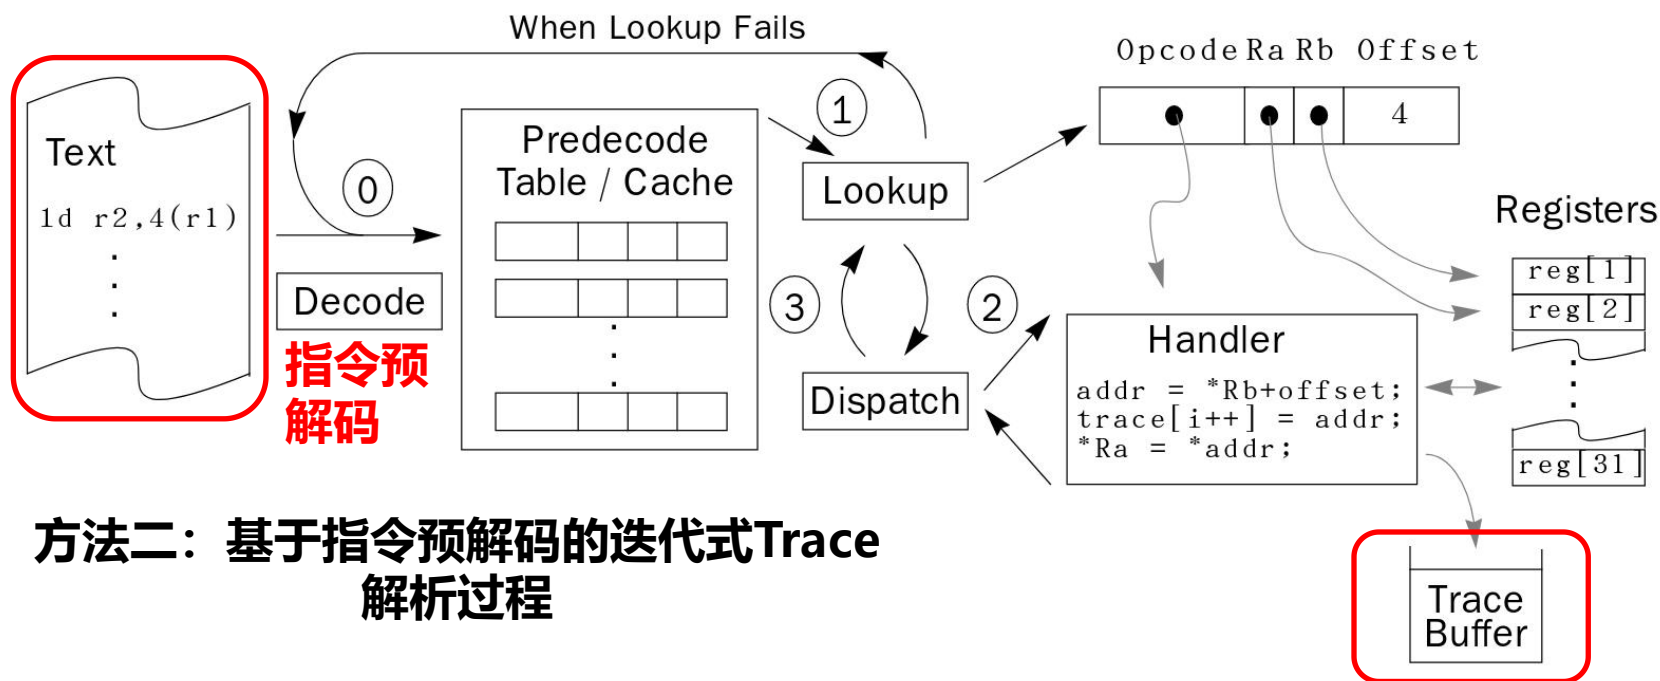 When Lookup Fails
Opcode Ra Rb Offset
4
①
Text
ld r2,4(r1)
.
.
.
⓪
Decode
指令预
解码
Predecode
Table / Cache
.
.
.
Lookup
③
②
Dispatch
Registers
reg[1]
reg[2]
.
.
.
reg[31]
Handler
addr = *Rb+offset;
trace[i++] = addr;
*Ra = *addr;
方法二：基于指令预解码的迭代式Trace
解析过程
Trace
Buffer